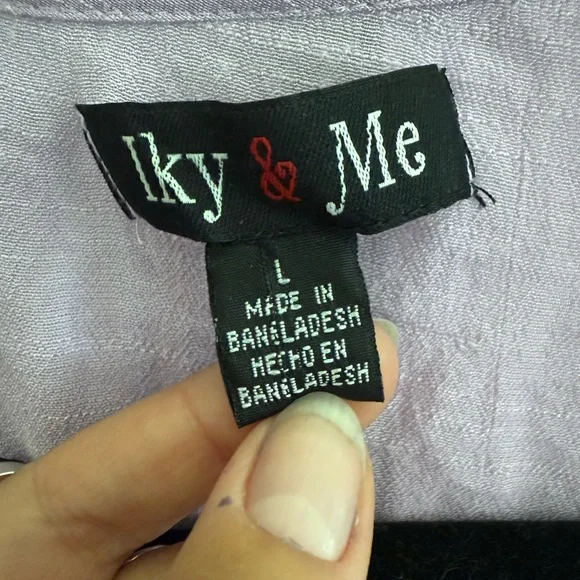 Iky & Me
L
MADE IN
BANGLADESH
HECHO EN
BANGLADESH